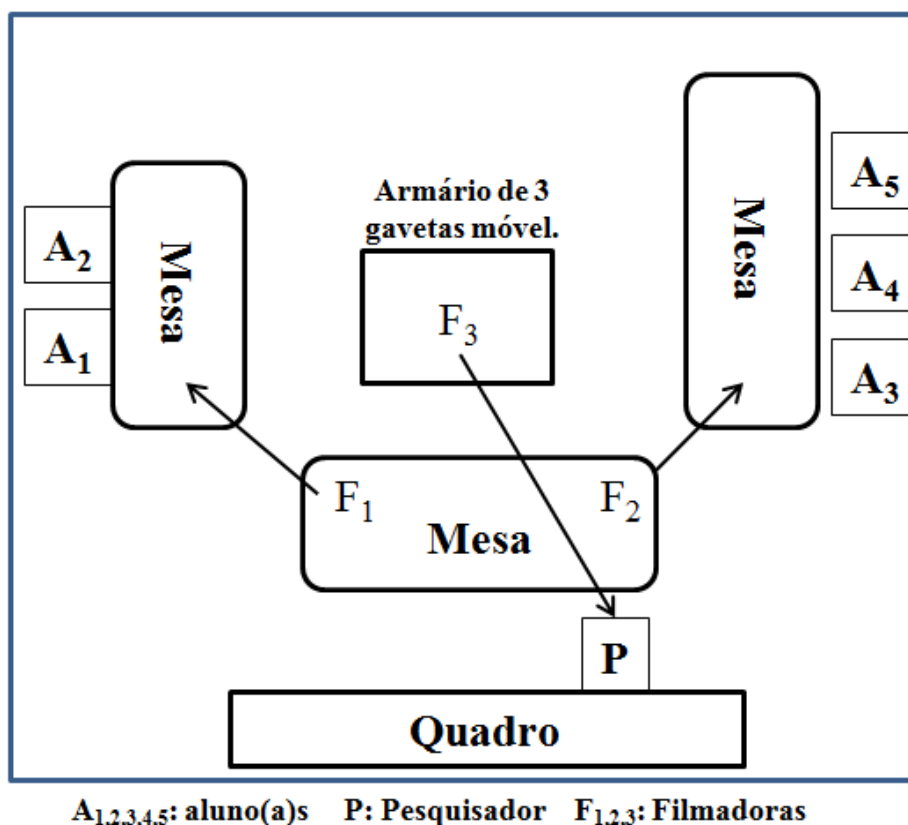 Armário de 3
gavetas móvel.
A₅
A₂
Mesa
Mesa
A₄
F₃
A₁
A₃
F₁
F₂
Mesa
P
Quadro
A₁,₂,₃,₄,₅: aluno(a)s P: Pesquisador F₁,₂,₃: Filmadoras